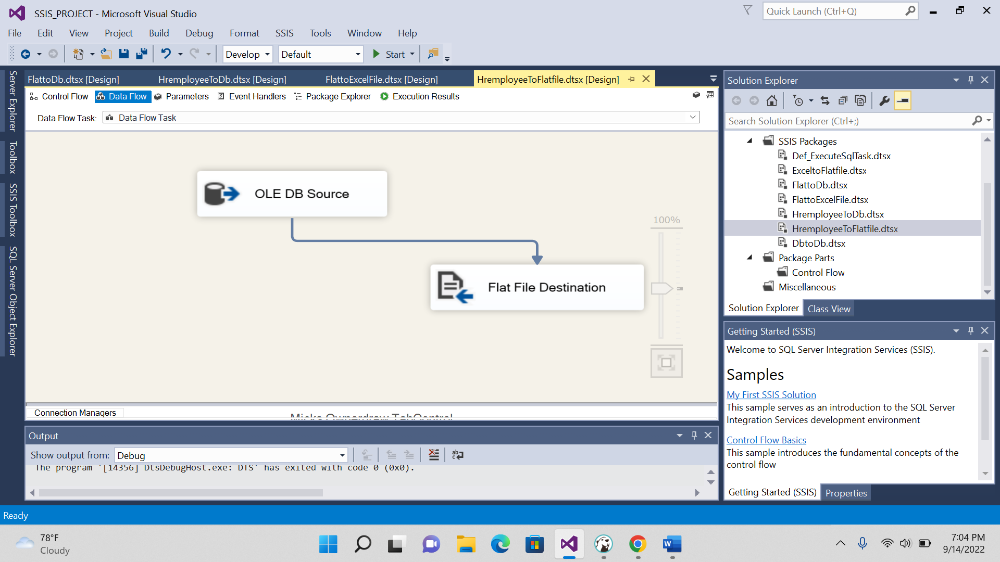 SSIS_PROJECT - Microsoft Visual Studio
Quick Launch (Ctrl+Q)
File Edit View Project Build Debug Format SSIS Tools Window Help
Develop Default Start
Server Explorer
Toolbox
SSIS Toolbox
SQL Server Object Explorer
FlattoDb.dtsx [Design] HremployeeToDb.dtsx [Design] FlattoExcelFile.dtsx [Design] HremployeeToFlatfile.dtsx [Design]
Control Flow Data Flow Parameters Event Handlers Package Explorer Execution Results
Data Flow Task: Data Flow Task
OLE DB Source
Flat File Destination
100%
Connection Managers
Micks Ownerdraw TabControl
Output
Show output from: Debug
The program '[14356] DtsDebugHost.exe: DTS' has exited with code 0 (0x0).
Solution Explorer
Search Solution Explorer (Ctrl+;)
SSIS Packages
Def_ExecuteSqlTask.dtsx
ExceltoFlatfile.dtsx
FlattoDb.dtsx
FlattoExcelFile.dtsx
HremployeeToDb.dtsx
HremployeeToFlatfile.dtsx
DbtoDb.dtsx
Package Parts
Control Flow
Miscellaneous
Solution Explorer Class View
Getting Started (SSIS)
Welcome to SQL Server Integration Services (SSIS).
Samples
My First SSIS Solution
This sample serves as an introduction to the SQL Server
Integration Services development environment
Control Flow Basics
This sample introduces the fundamental concepts of the
control flow
Getting Started (SSIS) Properties
Ready
78°F
Cloudy
7:04 PM
9/14/2022